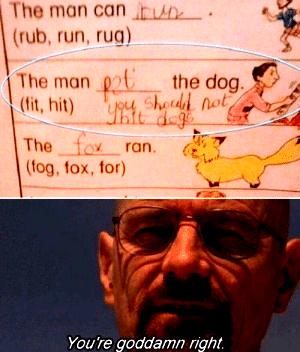 The man can run.
(rub, run, rug)
The man pet the dog.
(fit, hit) you should not
hit dogs
The fox ran.
(fog, fox, for)
You're goddamn right.